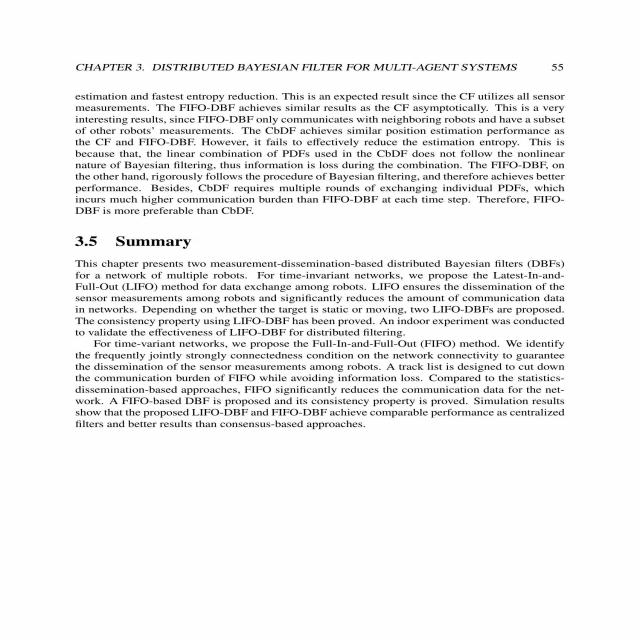 CHAPTER 3. DISTRIBUTED BAYESIAN FILTER FOR MULTI-AGENT SYSTEMS 55
estimation and fastest entropy reduction. This is an expected result since the CF utilizes all sensor
measurements. The FIFO-DBF achieves similar results as the CF asymptotically. This is a very
interesting results, since FIFO-DBF only communicates with neighboring robots and have a subset
of other robots' measurements. The CbDF achieves similar position estimation performance as
the CF and FIFO-DBF. However, it fails to effectively reduce the estimation entropy. This is
because that, the linear combination of PDFs used in the CbDF does not follow the nonlinear
nature of Bayesian filtering, thus information is loss during the combination. The FIFO-DBF, on
the other hand, rigorously follows the procedure of Bayesian filtering, and therefore achieves better
performance. Besides, CbDF requires multiple rounds of exchanging individual PDFs, which
incurs much higher communication burden than FIFO-DBF at each time step. Therefore, FIFO-
DBF is more preferable than CbDF.
3.5 Summary
This chapter presents two measurement-dissemination-based distributed Bayesian filters (DBFs)
for a network of multiple robots. For time-invariant networks, we propose the Latest-In-and-
Full-Out (LIFO) method for data exchange among robots. LIFO ensures the dissemination of the
sensor measurements among robots and significantly reduces the amount of communication data
in networks. Depending on whether the target is static or moving, two LIFO-DBFs are proposed.
The consistency property using LIFO-DBF has been proved. An indoor experiment was conducted
to validate the effectiveness of LIFO-DBF for distributed filtering.
For time-variant networks, we propose the Full-In-and-Full-Out (FIFO) method. We identify
the frequently jointly strongly connectedness condition on the network connectivity to guarantee
the dissemination of the sensor measurements among robots. A track list is designed to cut down
the communication burden of FIFO while avoiding information loss. Compared to the statistics-
dissemination-based approaches, FIFO significantly reduces the communication data for the net-
work. A FIFO-based DBF is proposed and its consistency property is proved. Simulation results
show that the proposed LIFO-DBF and FIFO-DBF achieve comparable performance as centralized
filters and better results than consensus-based approaches.